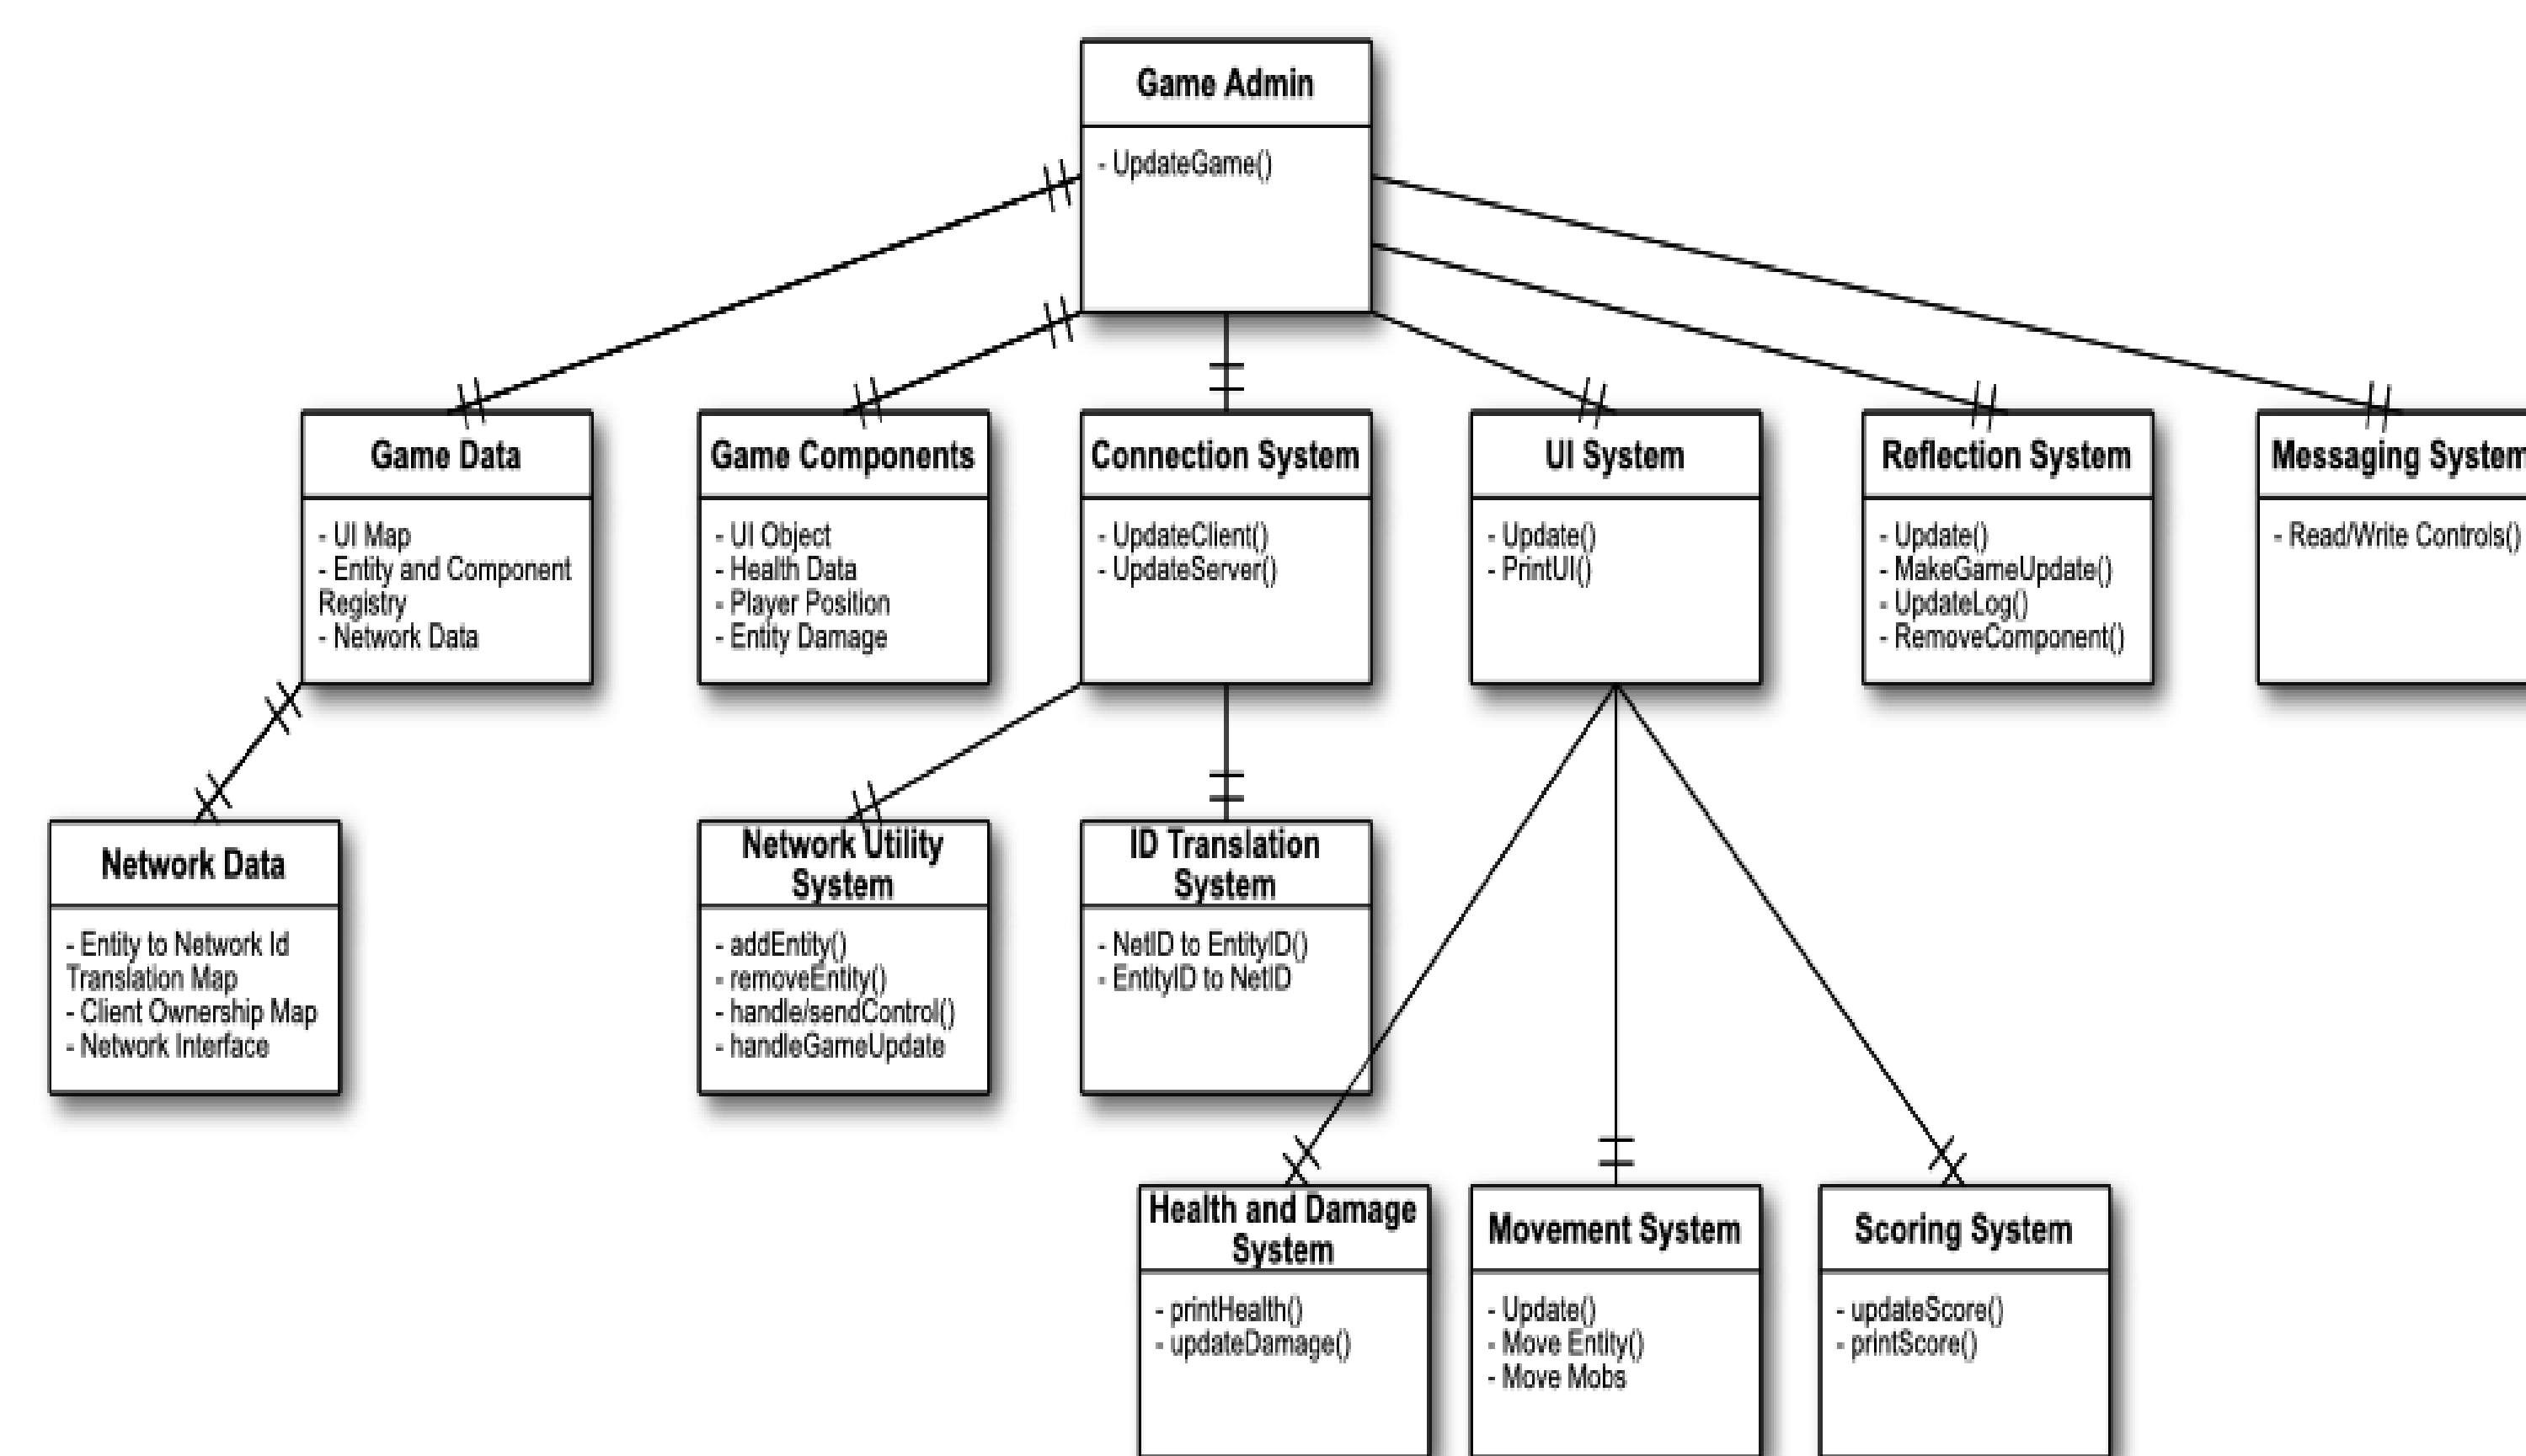 Game Admin
- UpdateGame()
Game Data
- UI Map
- Entity and Component
Registry
- Network Data
Game Components
- UI Object
- Health Data
- Player Position
- Entity Damage
Connection System
- UpdateClient()
- UpdateServer()
UI System
- Update()
- PrintUI()
Reflection System
- Update()
- MakeGameUpdate()
- UpdateLog()
- RemoveComponent()
Messaging System
- Read/Write Controls()
Network Data
- Entity to Network Id
Translation Map
- Client Ownership Map
- Network Interface
Network Utility
System
- addEntity()
- removeEntity()
- handle/sendControl()
- handleGameUpdate
ID Translation
System
- NetID to EntityID()
- EntityID to NetID
Health and Damage
System
- printHealth()
- updateDamage()
Movement System
- Update()
- Move Entity()
- Move Mobs
Scoring System
- updateScore()
- printScore()